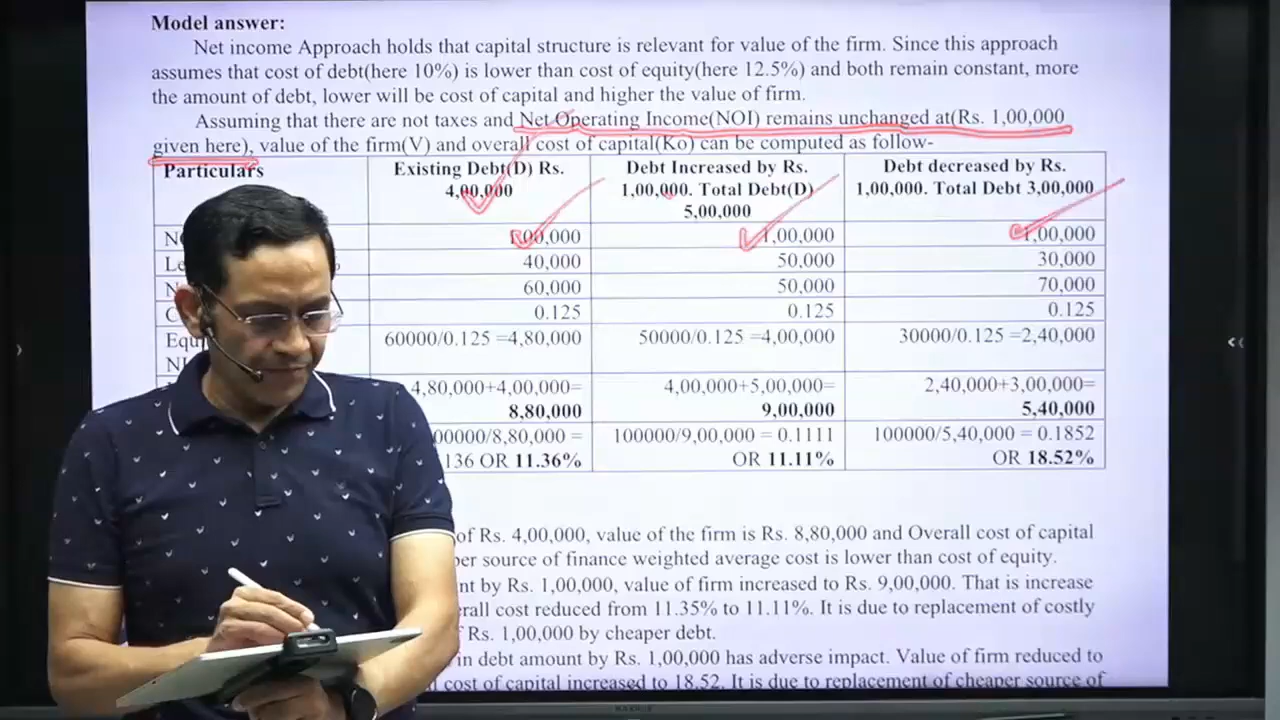 Model answer:
Net income Approach holds that capital structure is relevant for value of the firm. Since this approach
assumes that cost of debt(here 10%) is lower than cost of equity(here 12.5%) and both remain constant, more
the amount of debt, lower will be cost of capital and higher the value of firm.
Assuming that there are not taxes and Net Operating Income(NOI) remains unchanged at(Rs. 1,00,000
given here), value of the firm(V) and overall cost of capital(Ko) can be computed as follow-
Particulars Existing Debt(D) Rs. Debt Increased by Rs. Debt decreased by Rs.
4,00,000 1,00,000. Total Debt(D) 1,00,000. Total Debt 3,00,000
5,00,000
1,00,000 1,00,000 1,00,000
40,000 50,000 30,000
60,000 50,000 70,000
0.125 0.125 0.125
60000/0.125 =4,80,000 50000/0.125 =4,00,000 30000/0.125 =2,40,000
4,80,000+4,00,000= 4,00,000+5,00,000= 2,40,000+3,00,000=
8,80,000 9,00,000 5,40,000
00000/8,80,000 = 100000/9,00,000 = 0.1111 100000/5,40,000 = 0.1852
136 OR 11.36% OR 11.11% OR 18.52%
of Rs. 4,00,000, value of the firm is Rs. 8,80,000 and Overall cost of capital
source of finance weighted average cost is lower than cost of equity.
by Rs. 1,00,000, value of firm increased to Rs. 9,00,000. That is increase
cost reduced from 11.35% to 11.11%. It is due to replacement of costly
Rs. 1,00,000 by cheaper debt.
in debt amount by Rs. 1,00,000 has adverse impact. Value of firm reduced to
cost of capital increased to 18.52. It is due to replacement of cheaper source of